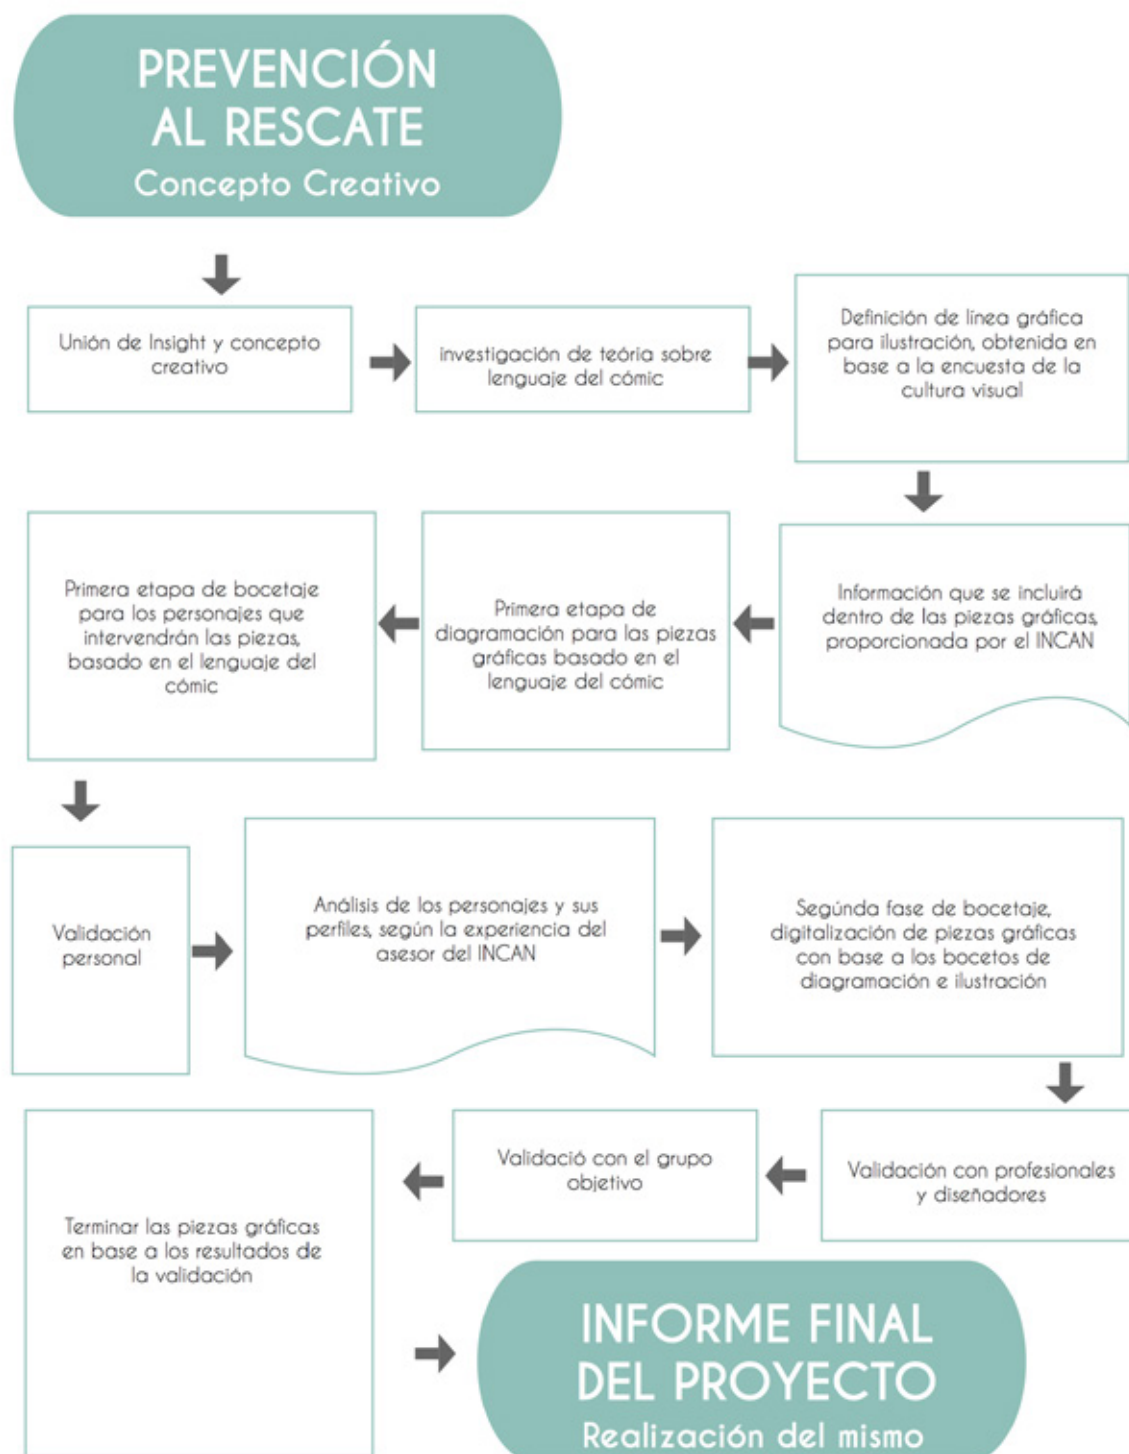 PREVENCIÓN
AL RESCATE
Concepto Creativo
Unión de Insight y concepto
creativo
investigación de teória sobre
lenguaje del cómic
Definición de línea gráfica
para ilustración, obtenida en
base a la encuesta de la
cultura visual
Información que se incluirá
dentro de las piezas gráficas,
proporcionada por el INCAN
Primera etapa de
diagramación para las piezas
gráficas basado en el
lenguaje del cómic
Primera etapa de bocetaje
para los personajes que
intervendrán las piezas,
basado en el lenguaje del
cómic
Validación
personal
Análisis de los personajes y sus
perfiles, según la experiencia del
asesor del INCAN
Segúnda fase de bocetaje,
digitalización de piezas gráficas
con base a los bocetos de
diagramación e ilustración
Validación con profesionales
y diseñadores
Validació con el grupo
objetivo
Terminar las piezas gráficas
en base a los resultados de
la validación
INFORME FINAL
DEL PROYECTO
Realización del mismo